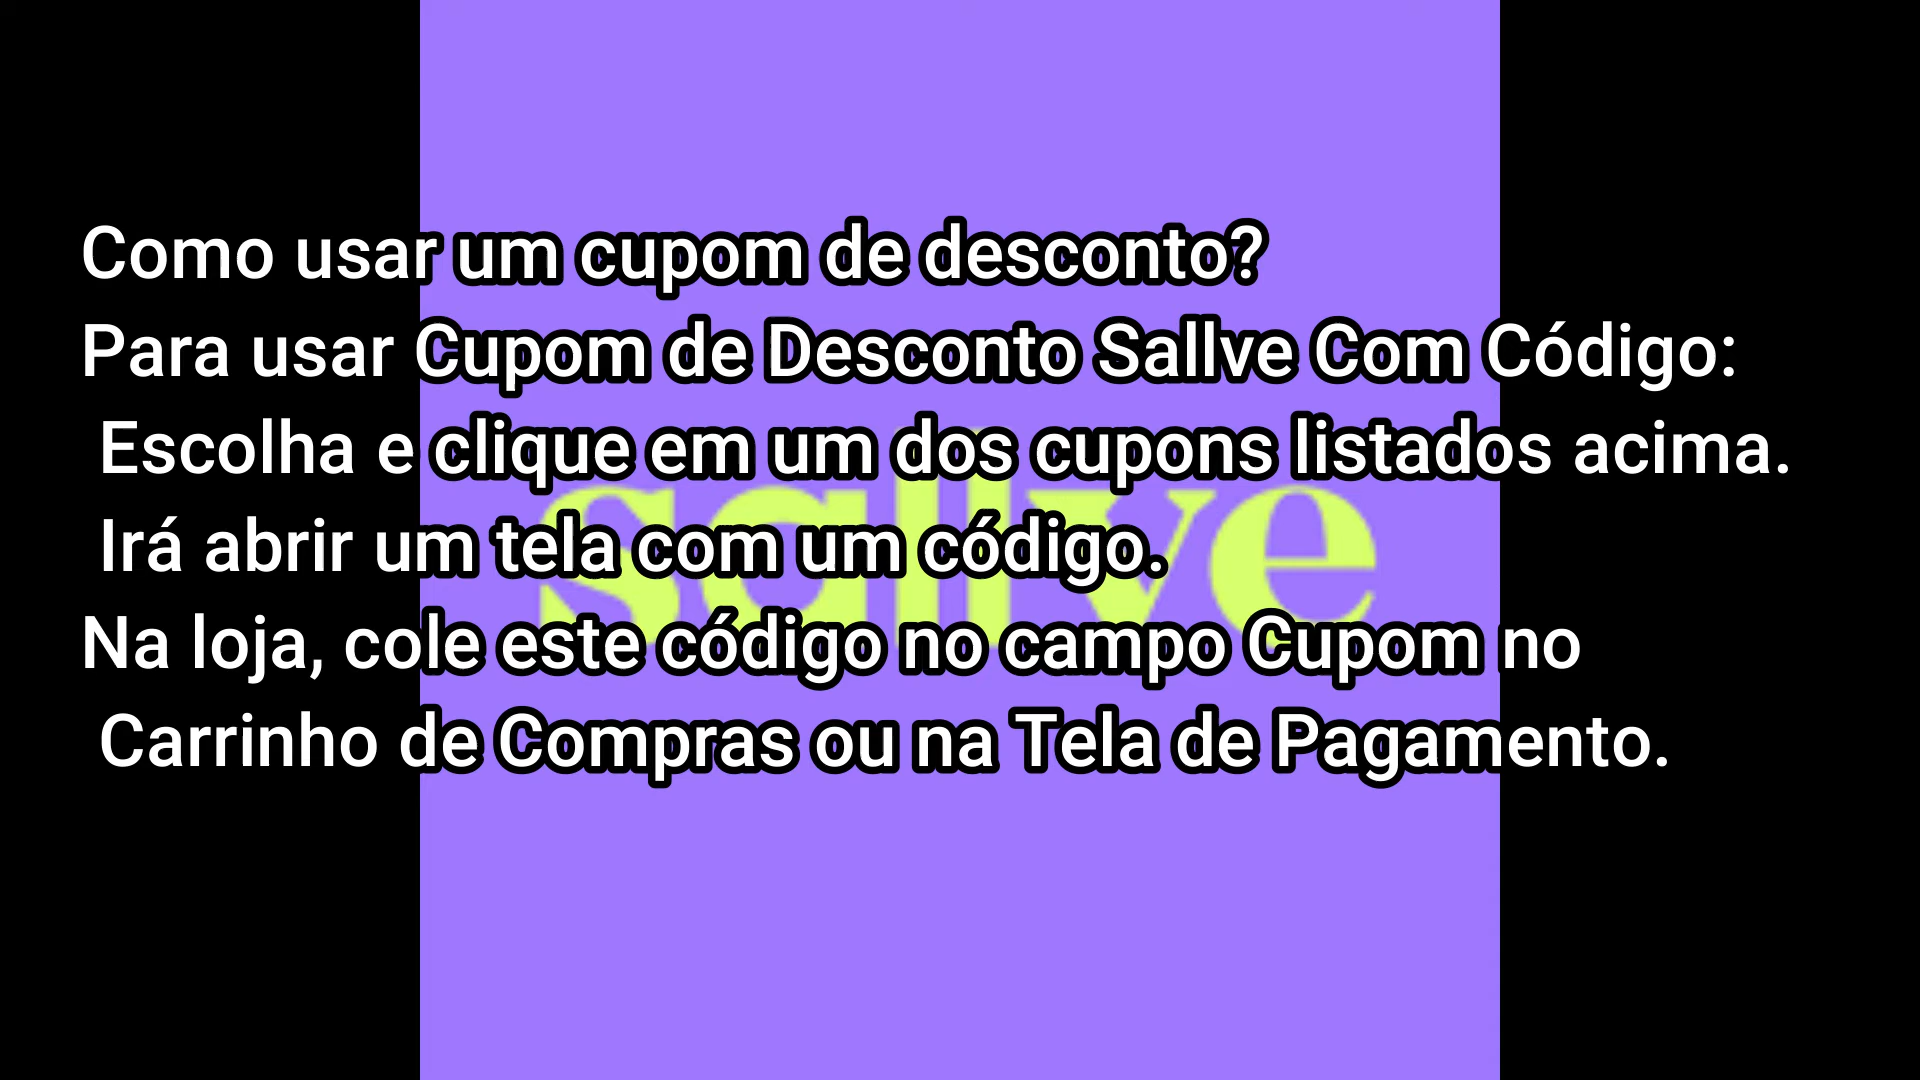 Como usar um cupom de desconto?
Para usar Cupom de Desconto Sallve Com Código:
Escolha e clique em um dos cupons listados acima.
sallve
Irá abrir um tela com um código.
Na loja, cole este código no campo Cupom no
Carrinho de Compras ou na Tela de Pagamento.